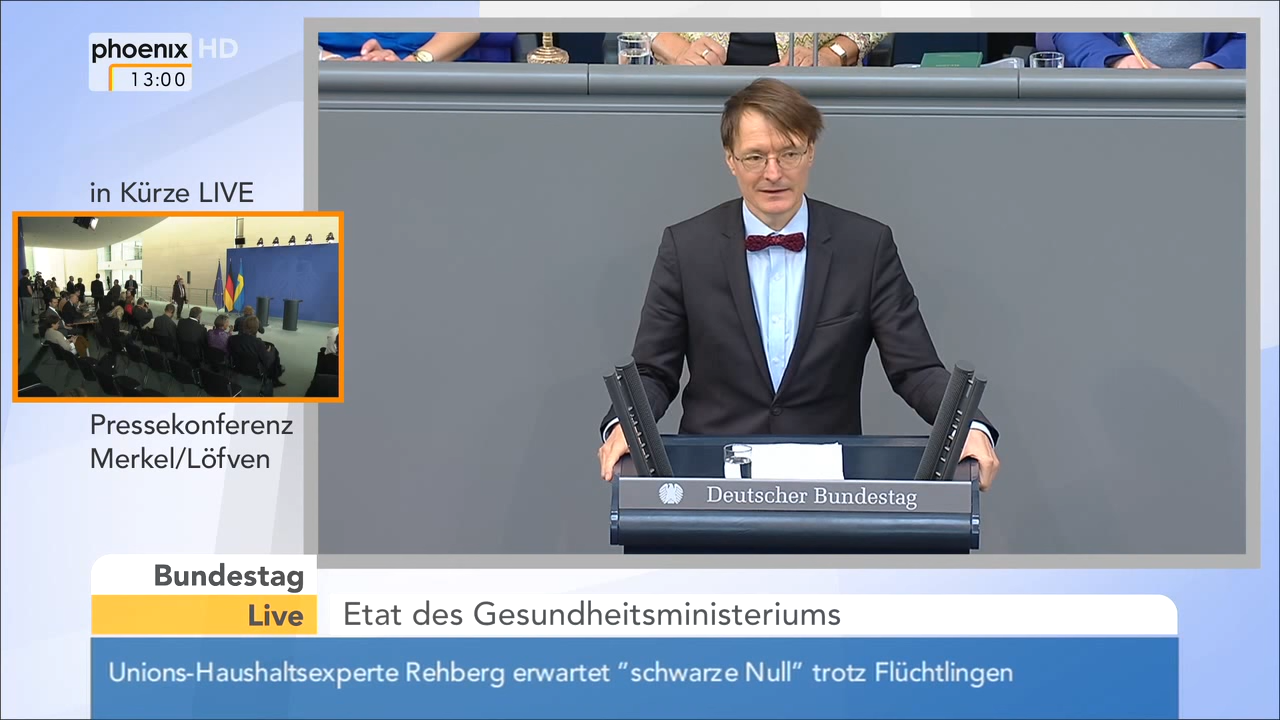 phoenix HD
13:00
in Kürze LIVE
Pressekonferenz
Merkel/Löfven
Deutscher Bundestag
Bundestag
Live
Etat des Gesundheitsministeriums
Unions-Haushaltsexperte Rehberg erwartet "schwarze Null" trotz Flüchtlingen